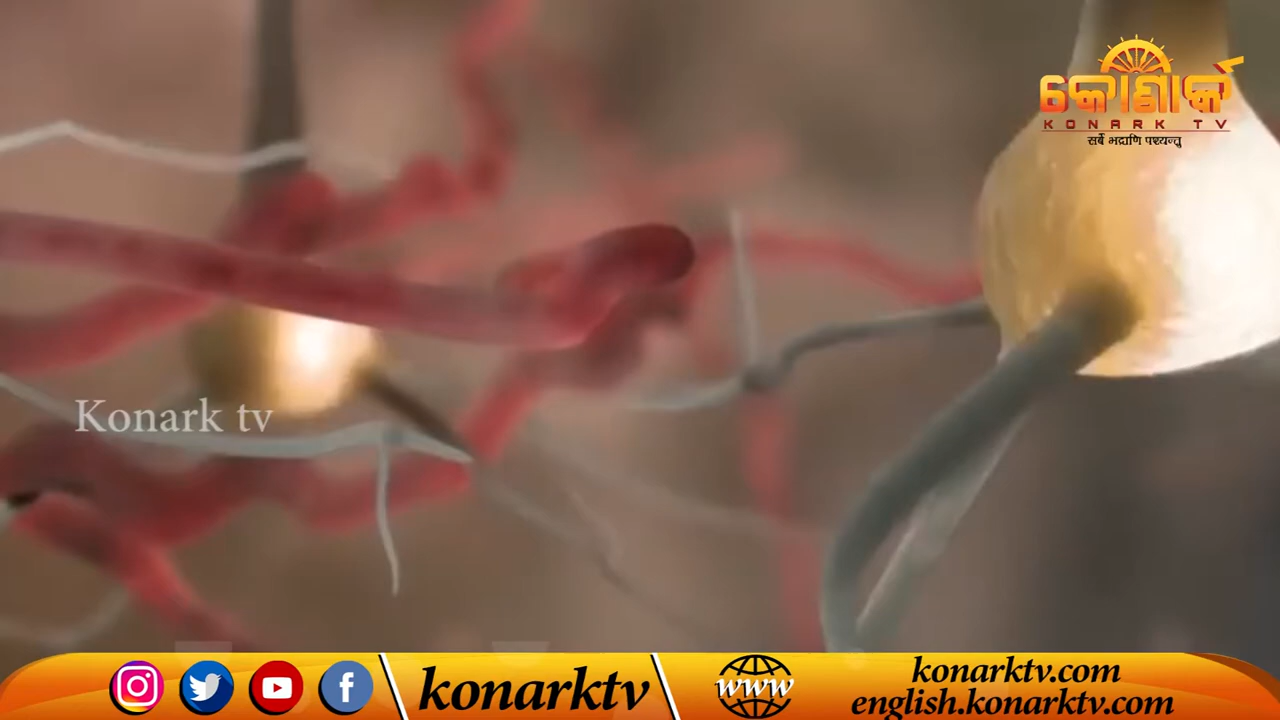 କୋଣାର୍କ
KONARK TV
सर्वे भद्राणि पश्यन्तु
Konark tv
konarktv
www
konarktv.com
english.konarktv.com